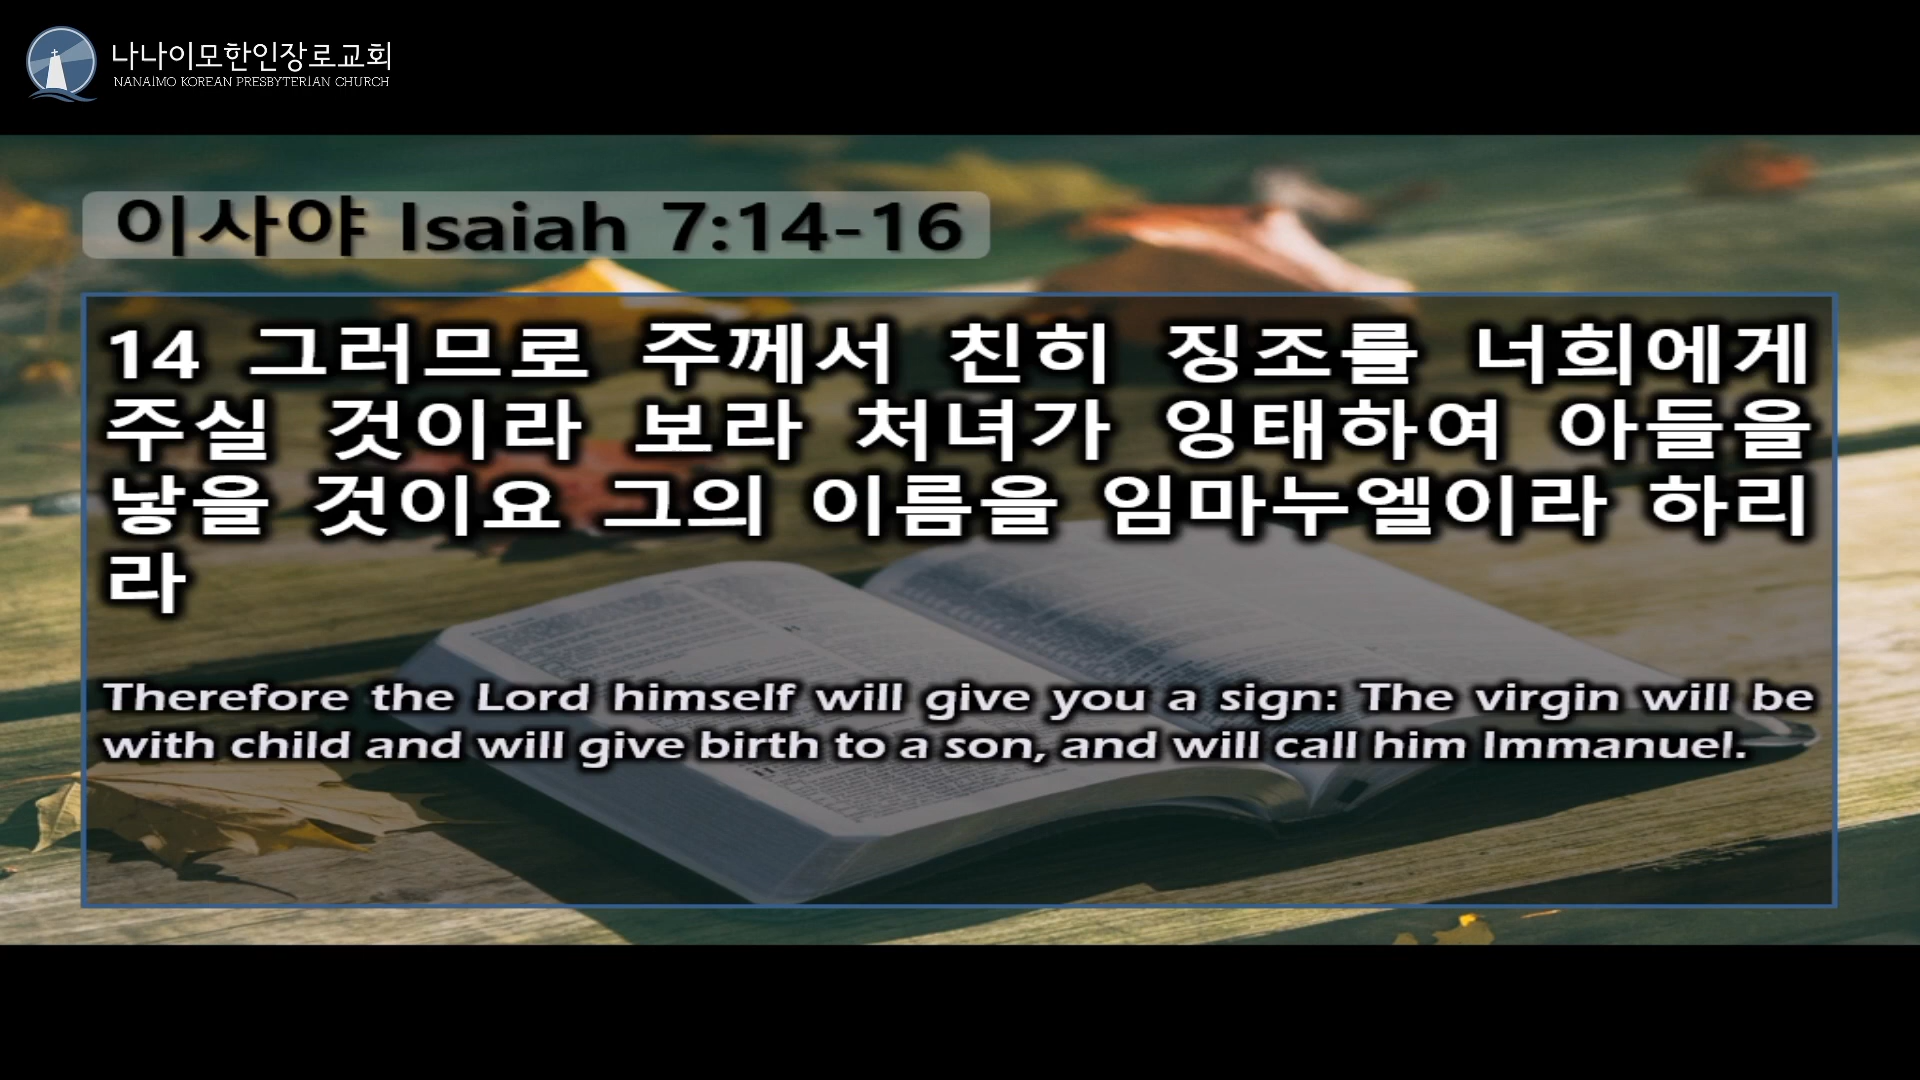 나나이모한인장로교회
NANAIMO KOREAN PRESBYTERIAN CHURCH
이사야 Isaiah 7:14-16
14 그러므로 주께서 친히 징조를 너희에게
주실 것이라 보라 처녀가 잉태하여 아들을
낳을 것이요 그의 이름을 임마누엘이라 하리
라
Therefore the Lord himself will give you a sign: The virgin will be
with child and will give birth to a son, and will call him Immanuel.